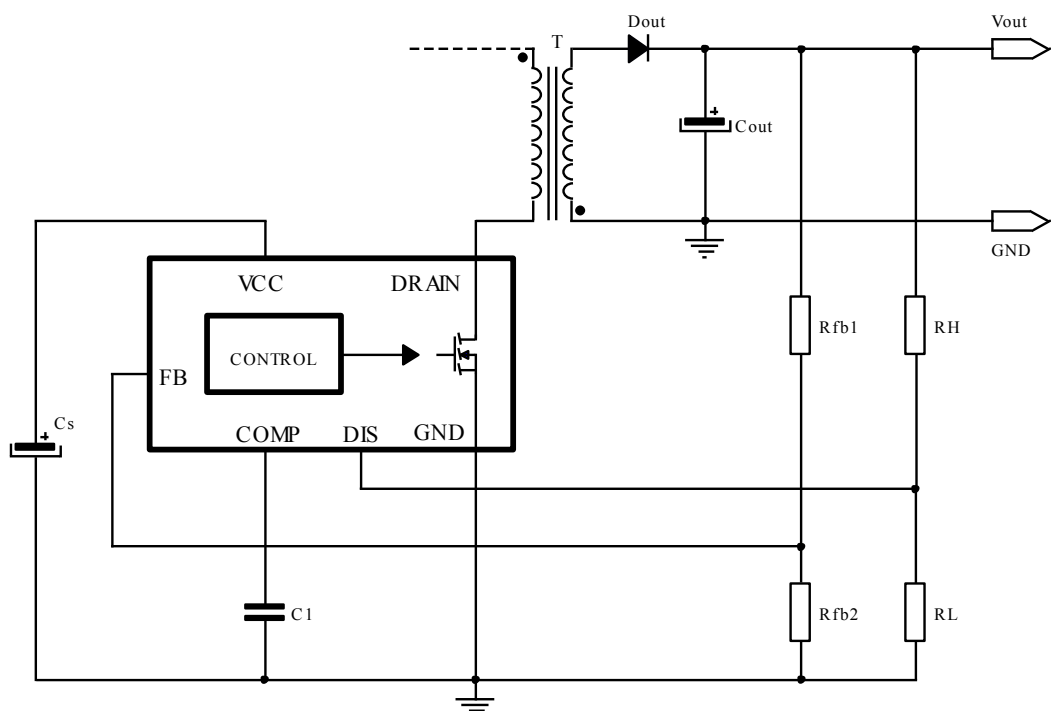 Dout
Vout
T
Cout
GND
VCC
DRAIN
Rfb1
RH
CONTROL
FB
Cs
COMP
DIS
GND
C1
Rfb2
RL